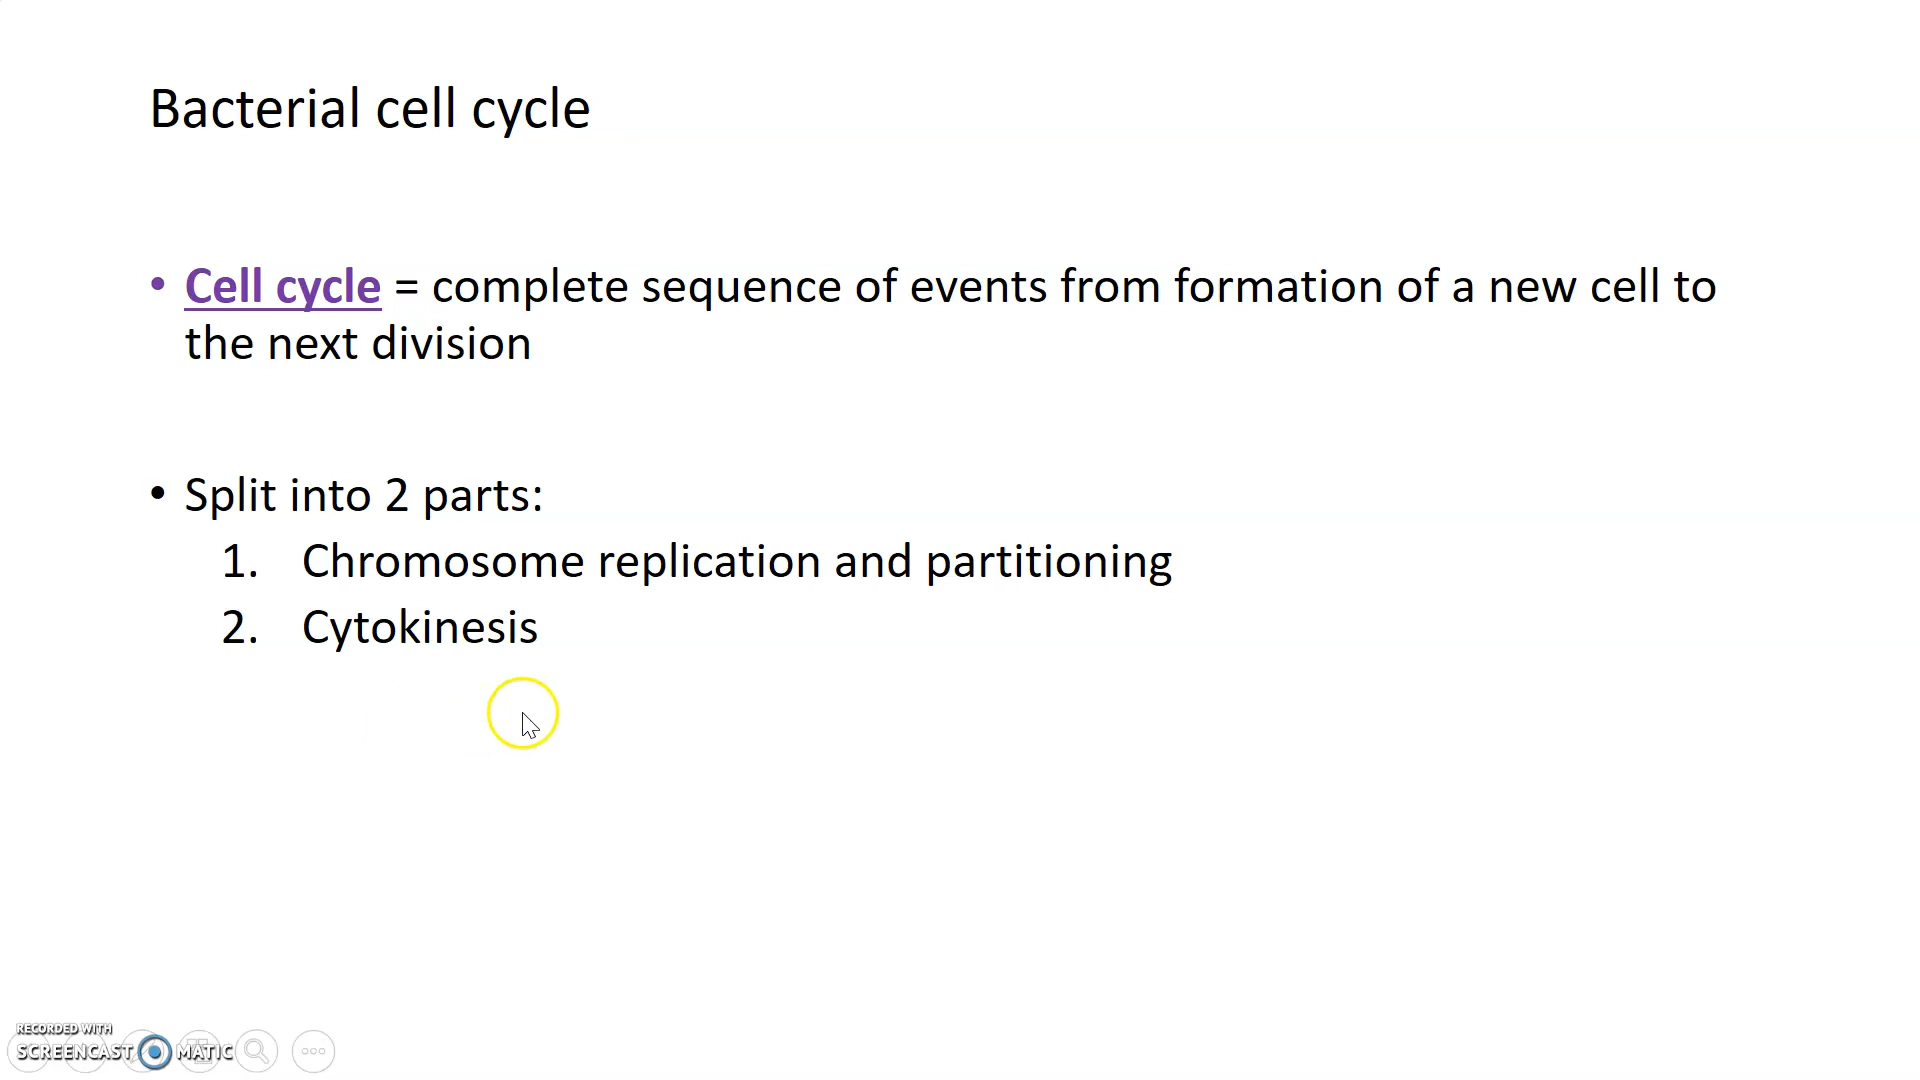 Bacterial cell cycle
• Cell cycle = complete sequence of events from formation of a new cell to
the next division
• Split into 2 parts:
1. Chromosome replication and partitioning
2. Cytokinesis
RECORDED WITH
SCREENCAST MATIC